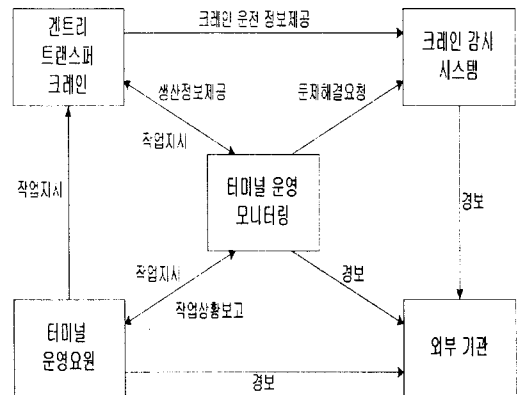 겐트리
트랜스퍼
크레인
크레인 운전 정보제공
크레인 감시
시스템
생산정보제공
문제해결요청
작업지시
작업지시
터미널 운영
모니터링
경보
작업지시
경보
작업상황보고
터미널
운영요원
외부 기관
경보